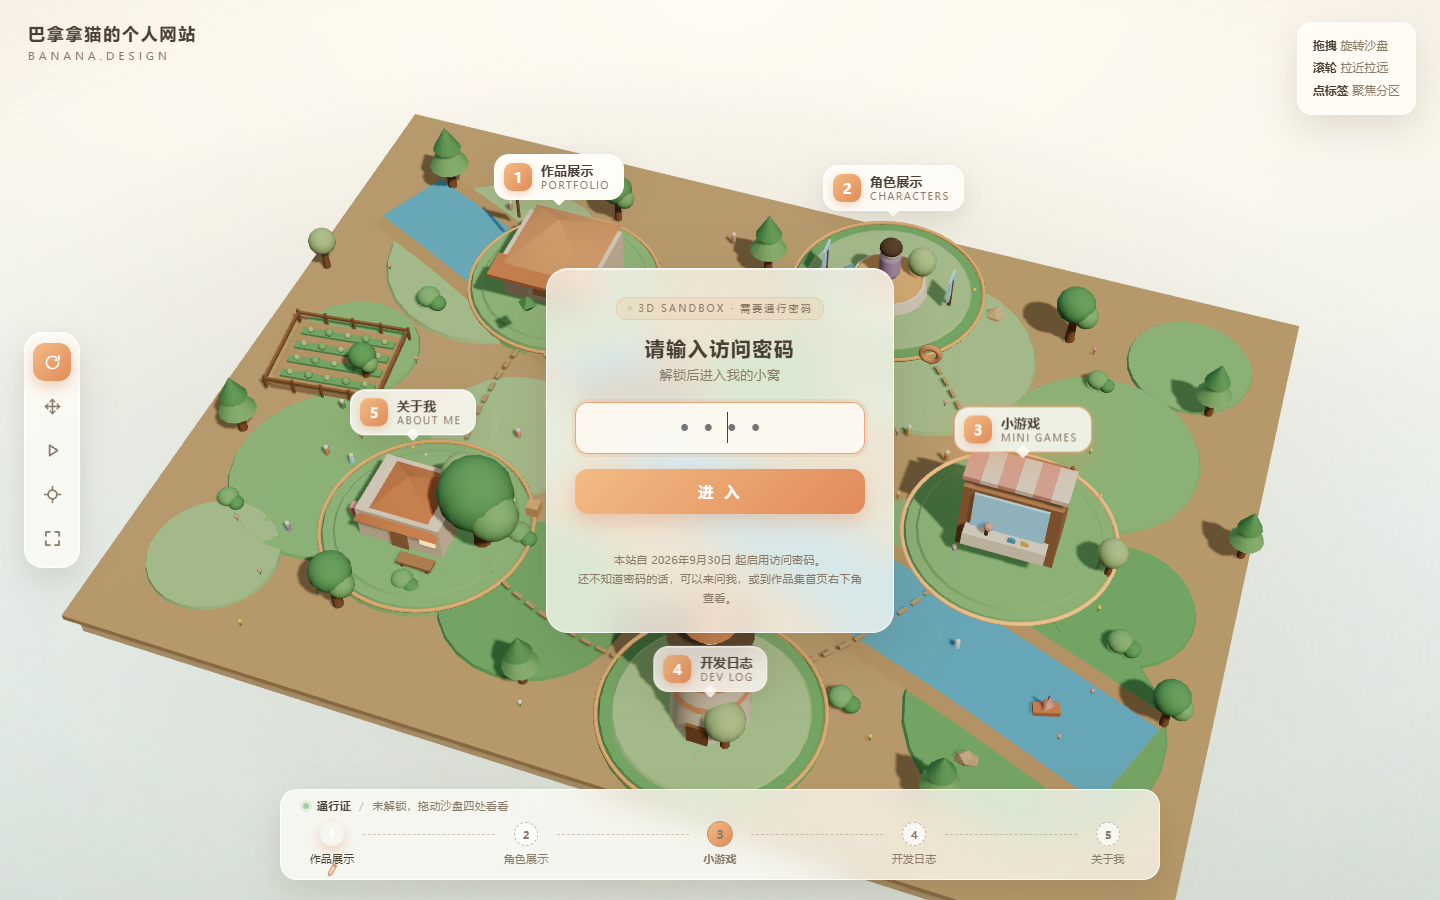 巴拿拿猫的个人网站
BANANA.DESIGN
拖拽 旋转沙盘
滚轮 拉近拉远
点标签 聚焦分区
1 作品展示
PORTFOLIO
2 角色展示
CHARACTERS
3D SANDBOX · 需要通行密码
请输入访问密码
解锁后进入我的小窝
进 入
本站自 2026年9月30日 起启用访问密码。
还不知道密码的话，可以来问我，或到作品集首页右下角
查看。
5 关于我
ABOUT ME
3 小游戏
MINI GAMES
4 开发日志
DEV LOG
通行证 / 未解锁，拖动沙盘四处看看
1 2 3 4 5
作品展示 角色展示 小游戏 开发日志 关于我